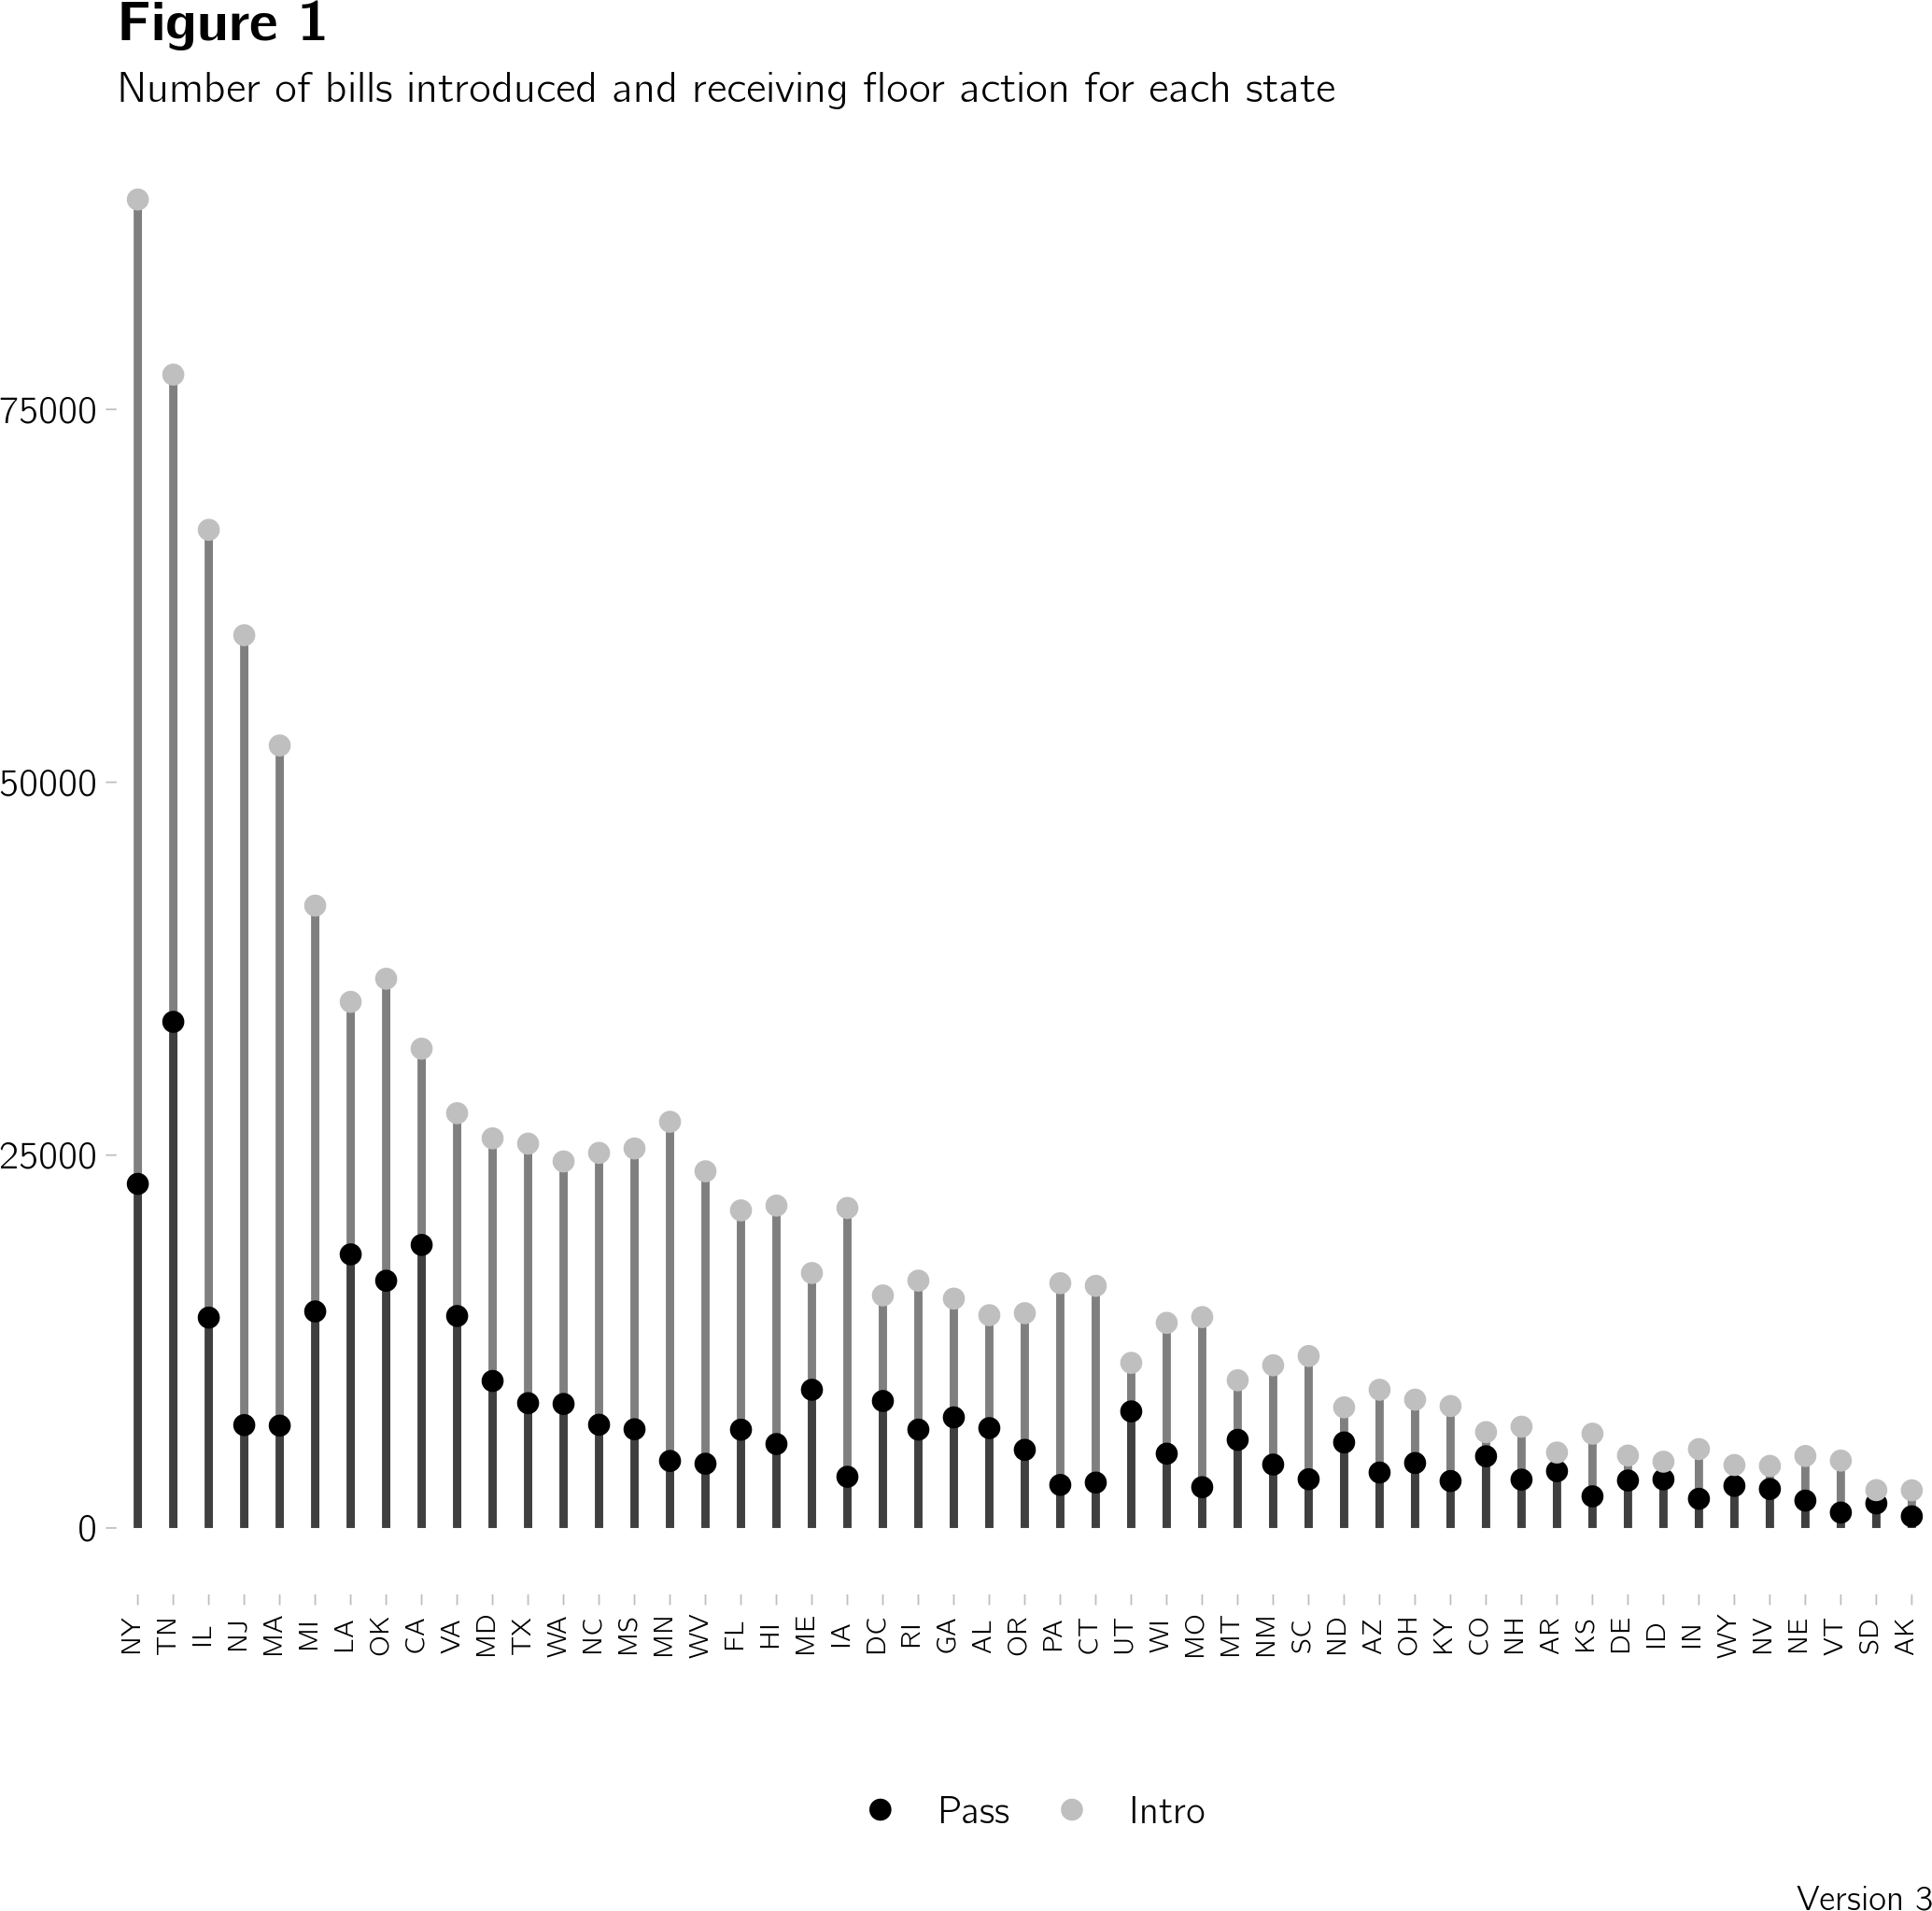 Figure 1
Number of bills introduced and receiving floor action for each state
75000
50000
25000
0
NY TN IL NJ MA MI LA OK CA VA MD TX WA NC MS MN WV FL HI ME IA DC RI GA AL OR PA CT UT WI MO MT NM SC ND AZ OH KY CO NH AR KS DE ID IN WY NV NE VT SD AK
Pass Intro
Version 3